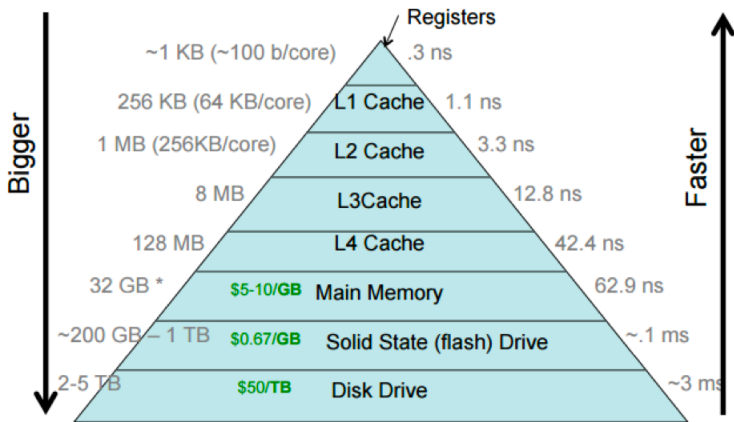 Registers
~1 KB (~100 b/core) .3 ns
256 KB (64 KB/core) L1 Cache 1.1 ns
1 MB (256KB/core) L2 Cache 3.3 ns
8 MB L3Cache 12.8 ns
128 MB L4 Cache 42.4 ns
32 GB * $5-10/GB Main Memory 62.9 ns
~200 GB – 1 TB $0.67/GB Solid State (flash) Drive ~.1 ms
2-5 TB $50/TB Disk Drive ~3 ms
Bigger
Faster